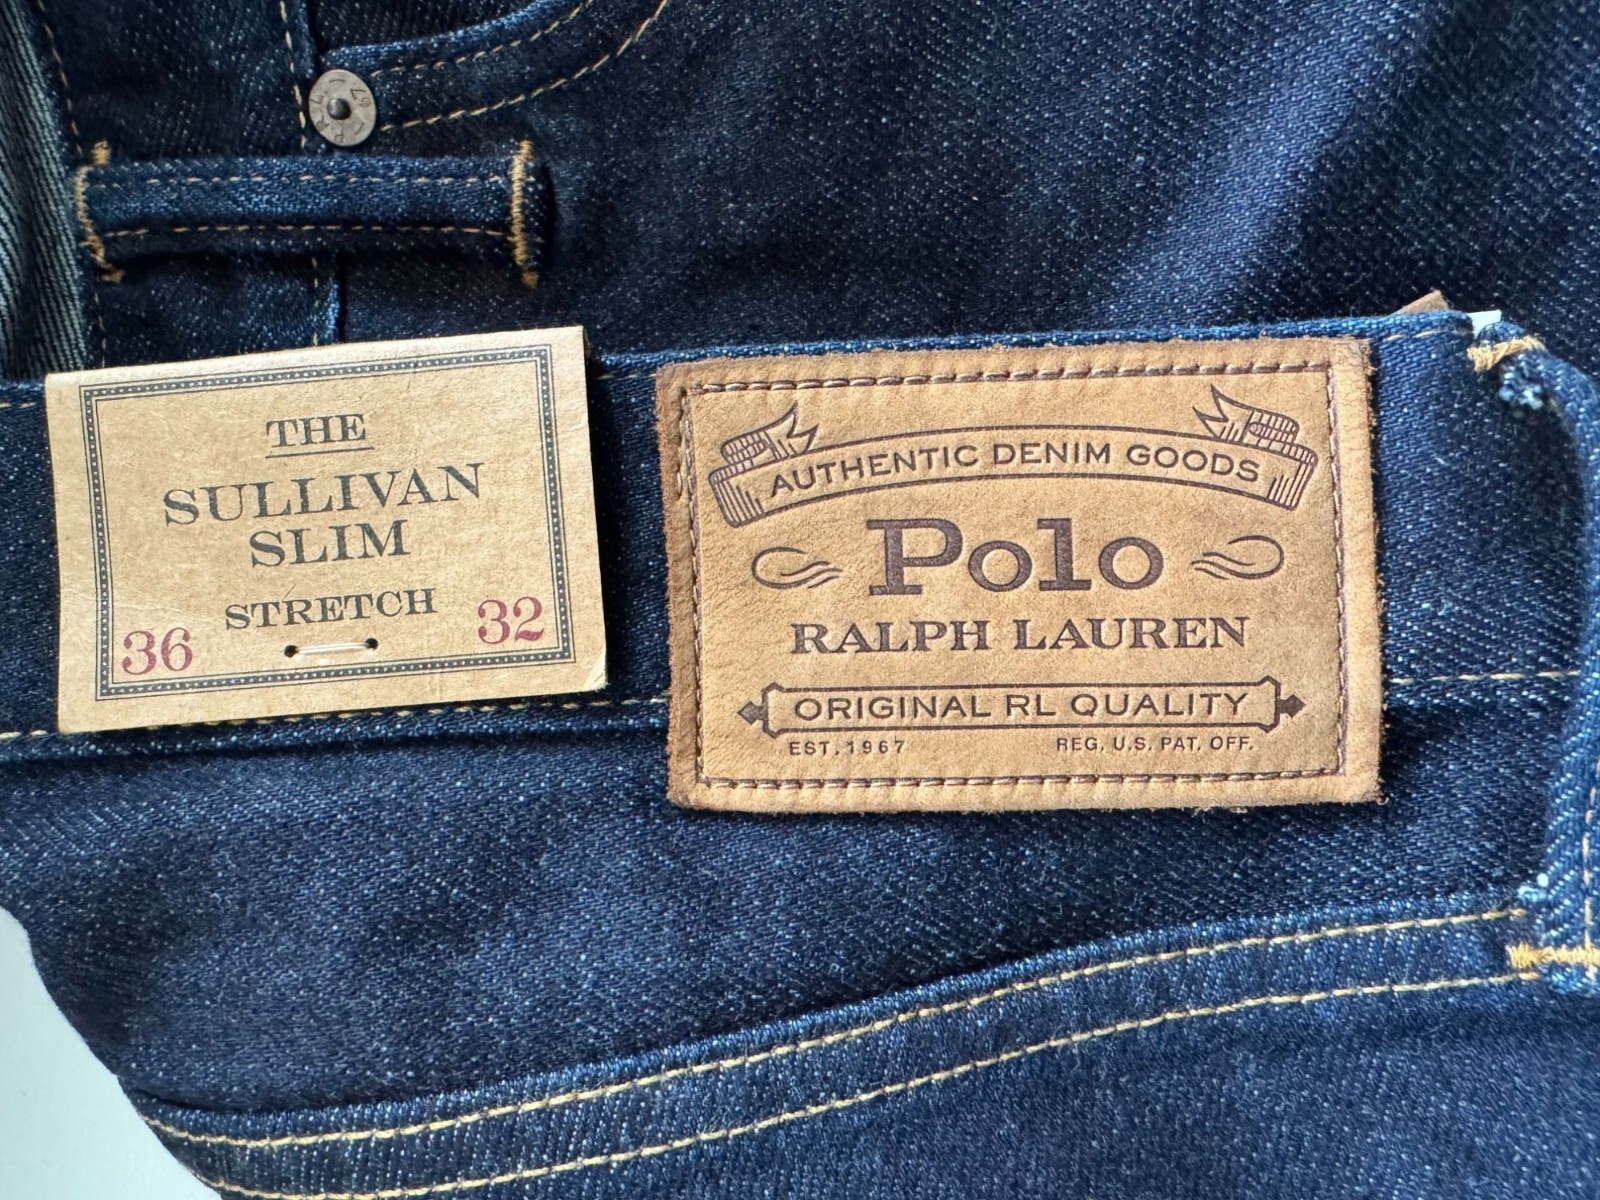 THE
SULLIVAN
SLIM
STRETCH
36 32
AUTHENTIC DENIM GOODS
Polo
RALPH LAUREN
ORIGINAL RL QUALITY
EST. 1967 REG. U.S. PAT. OFF.